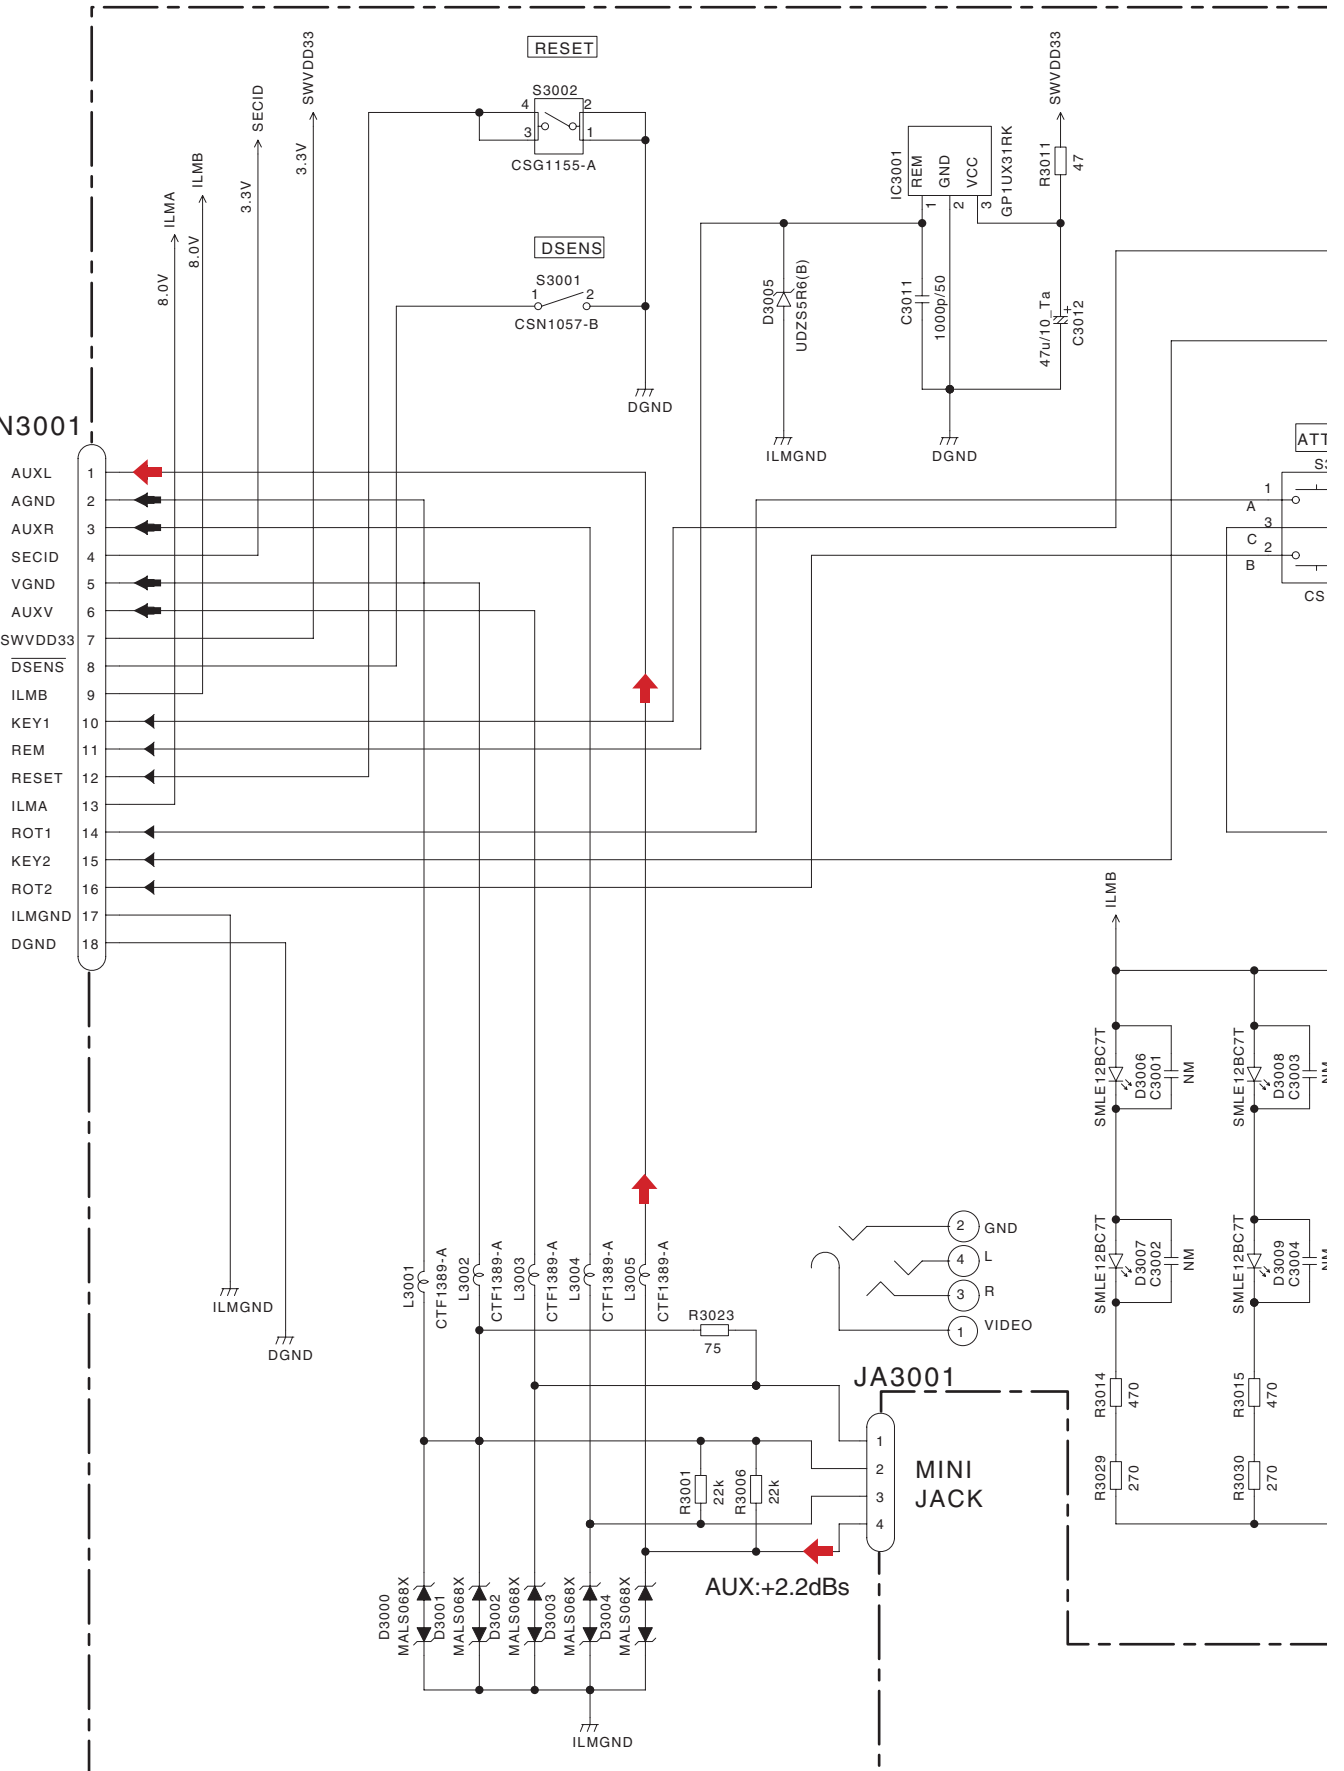 RESET
S3002
4 2
3 1
CSG1155-A
DSENS
S3001
1 2
CSN1057-B
DGND
8.0V ILMA
8.0V ILMB
3.3V SECID
3.3V SWVDD33
IC3001
REM GND VCC
1 2 3
GP1UX31RK
SWVDD33
R3011
47
D3005
UDZS5R6(B)
C3011
1000p/50
47u/10_Ta
+
C3012
ILMGND
DGND
N3001
AUXL 1
AGND 2
AUXR 3
SECID 4
VGND 5
AUXV 6
SWVDD33 7
DSENS 8
ILMB 9
KEY1 10
REM 11
RESET 12
ILMA 13
ROT1 14
KEY2 15
ROT2 16
ILMGND 17
DGND 18
ATT
S3
1
A
3
C
2
B
CS
ILMGND
DGND
L3001
CTF1389-A
L3002
CTF1389-A
L3003
CTF1389-A
L3004
CTF1389-A
L3005
CTF1389-A
R3023
75
2 GND
4 L
3 R
1 VIDEO
JA3001
1
2
3
4
MINI
JACK
R3001
22k
R3006
22k
AUX:+2.2dBs
D3000
MALS068X
D3001
MALS068X
D3002
MALS068X
D3003
MALS068X
D3004
MALS068X
ILMGND
ILMB
SMLE12BC7T
D3006
C3001
NM
SMLE12BC7T
D3008
C3003
NM
SMLE12BC7T
D3007
C3002
NM
SMLE12BC7T
D3009
C3004
NM
R3014
470
R3015
470
R3029
270
R3030
270